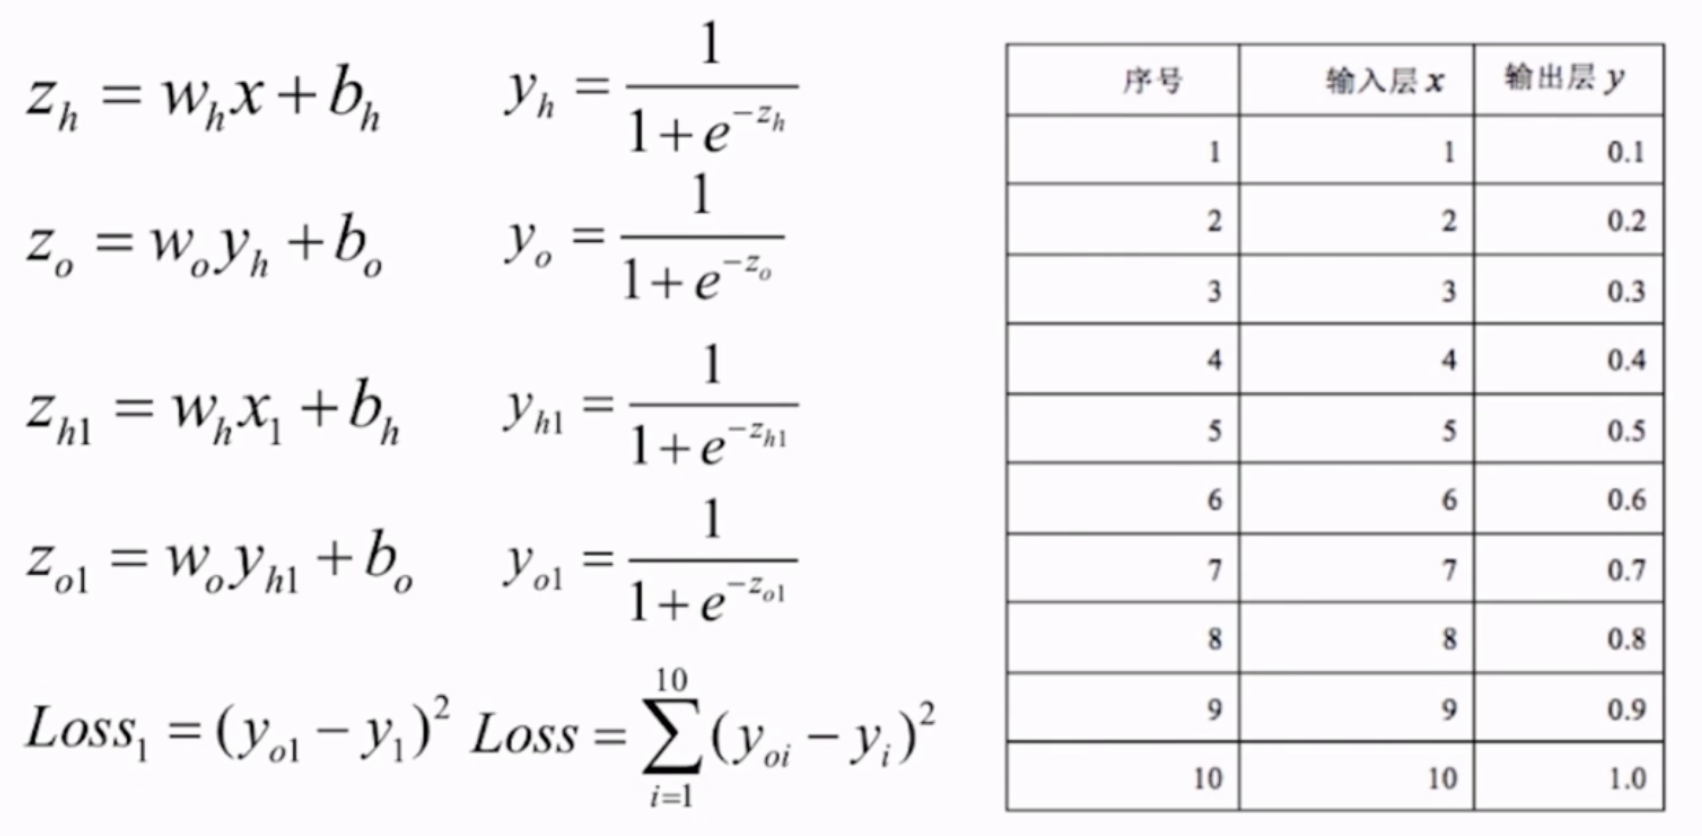 z_h = w_h x + b_h    y_h = 1 / (1 + e^{-z_h})
z_o = w_o y_h + b_o    y_o = 1 / (1 + e^{-z_o})
z_{h1} = w_h x_1 + b_h    y_{h1} = 1 / (1 + e^{-z_{h1}})
z_{o1} = w_o y_{h1} + b_o    y_{o1} = 1 / (1 + e^{-z_{o1}})
Loss_1 = (y_{o1} − y_1)^2    Loss = ∑_{i=1}^{10} (y_{oi} − y_i)^2
序号 输入层 x 输出层 y
1 1 0.1
2 2 0.2
3 3 0.3
4 4 0.4
5 5 0.5
6 6 0.6
7 7 0.7
8 8 0.8
9 9 0.9
10 10 1.0